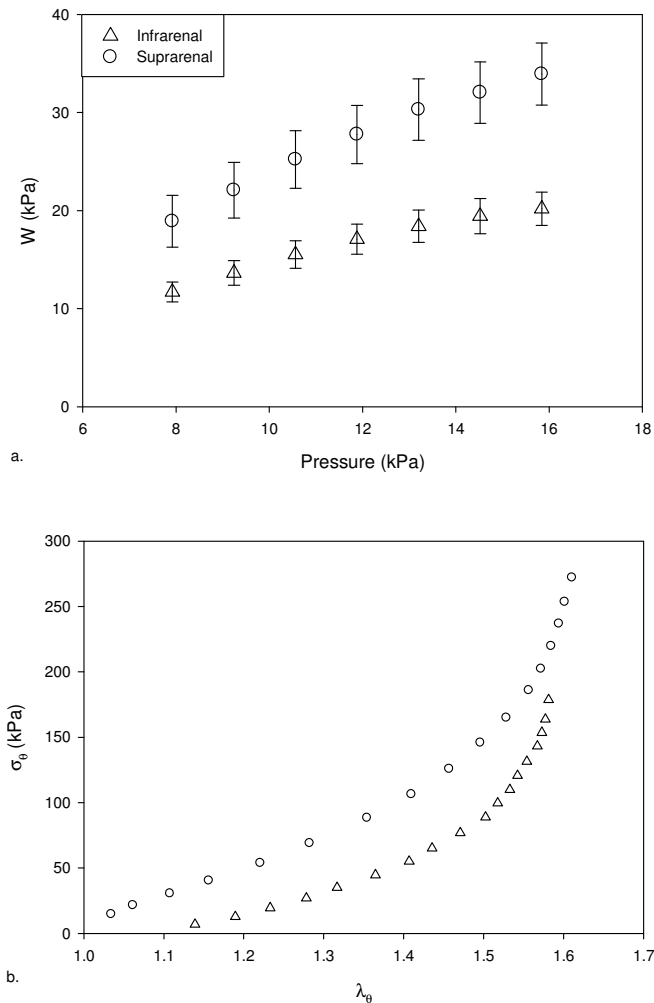 40
Infrarenal
Suprarenal
30
W (kPa)
20
10
0
6 8 10 12 14 16 18
a.
Pressure (kPa)
300
250
200
σθ (kPa)
150
100
50
0
1.0 1.1 1.2 1.3 1.4 1.5 1.6 1.7
b.
λθ